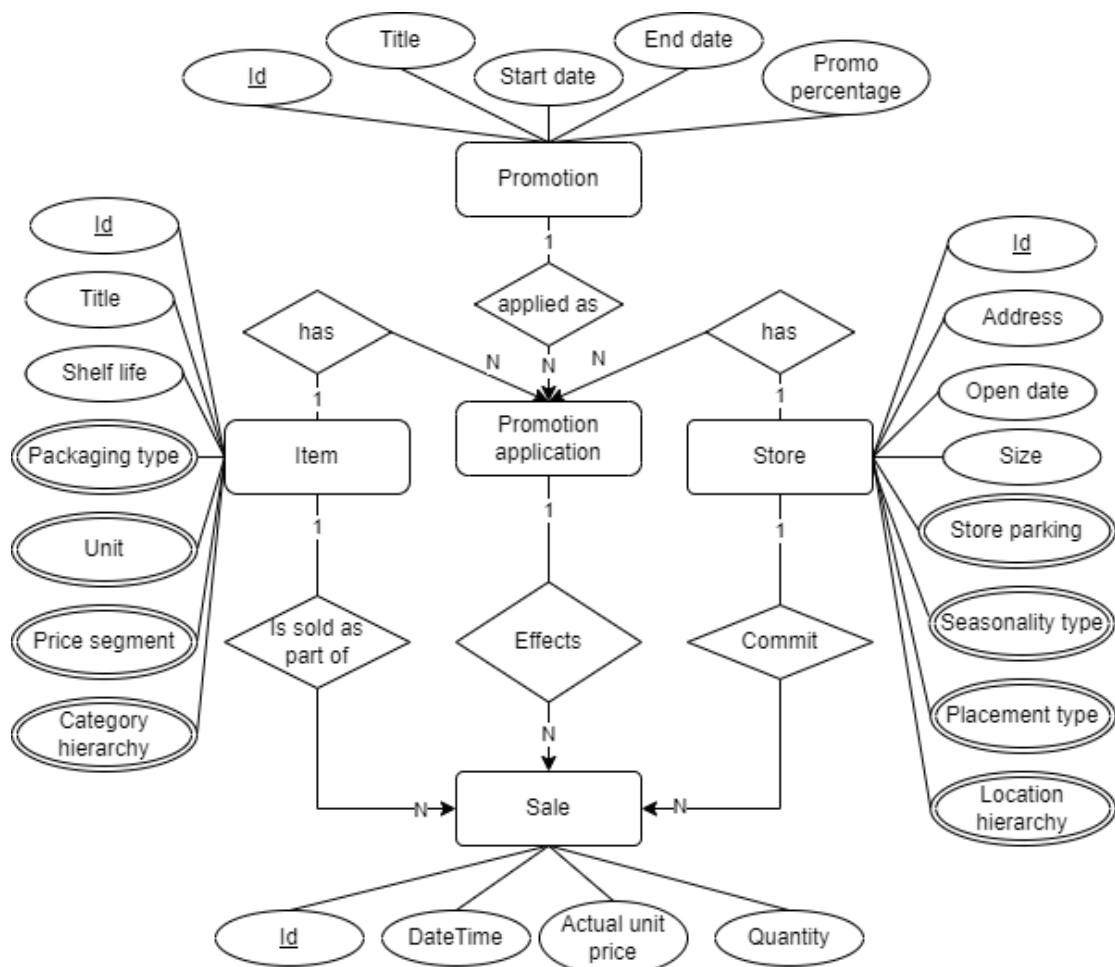 Title
End date
Id
Start date
Promo
percentage
Promotion
1
applied as
N
Id
Title
Shelf life
Packaging type
Unit
Price segment
Category
hierarchy
has
N
1
Item
1
Is sold as
part of
N
Promotion
application
1
Effects
N
has
N
1
Store
1
Commit
N
Id
Address
Open date
Size
Store parking
Seasonality type
Placement type
Location
hierarchy
Sale
Id
DateTime
Actual unit
price
Quantity